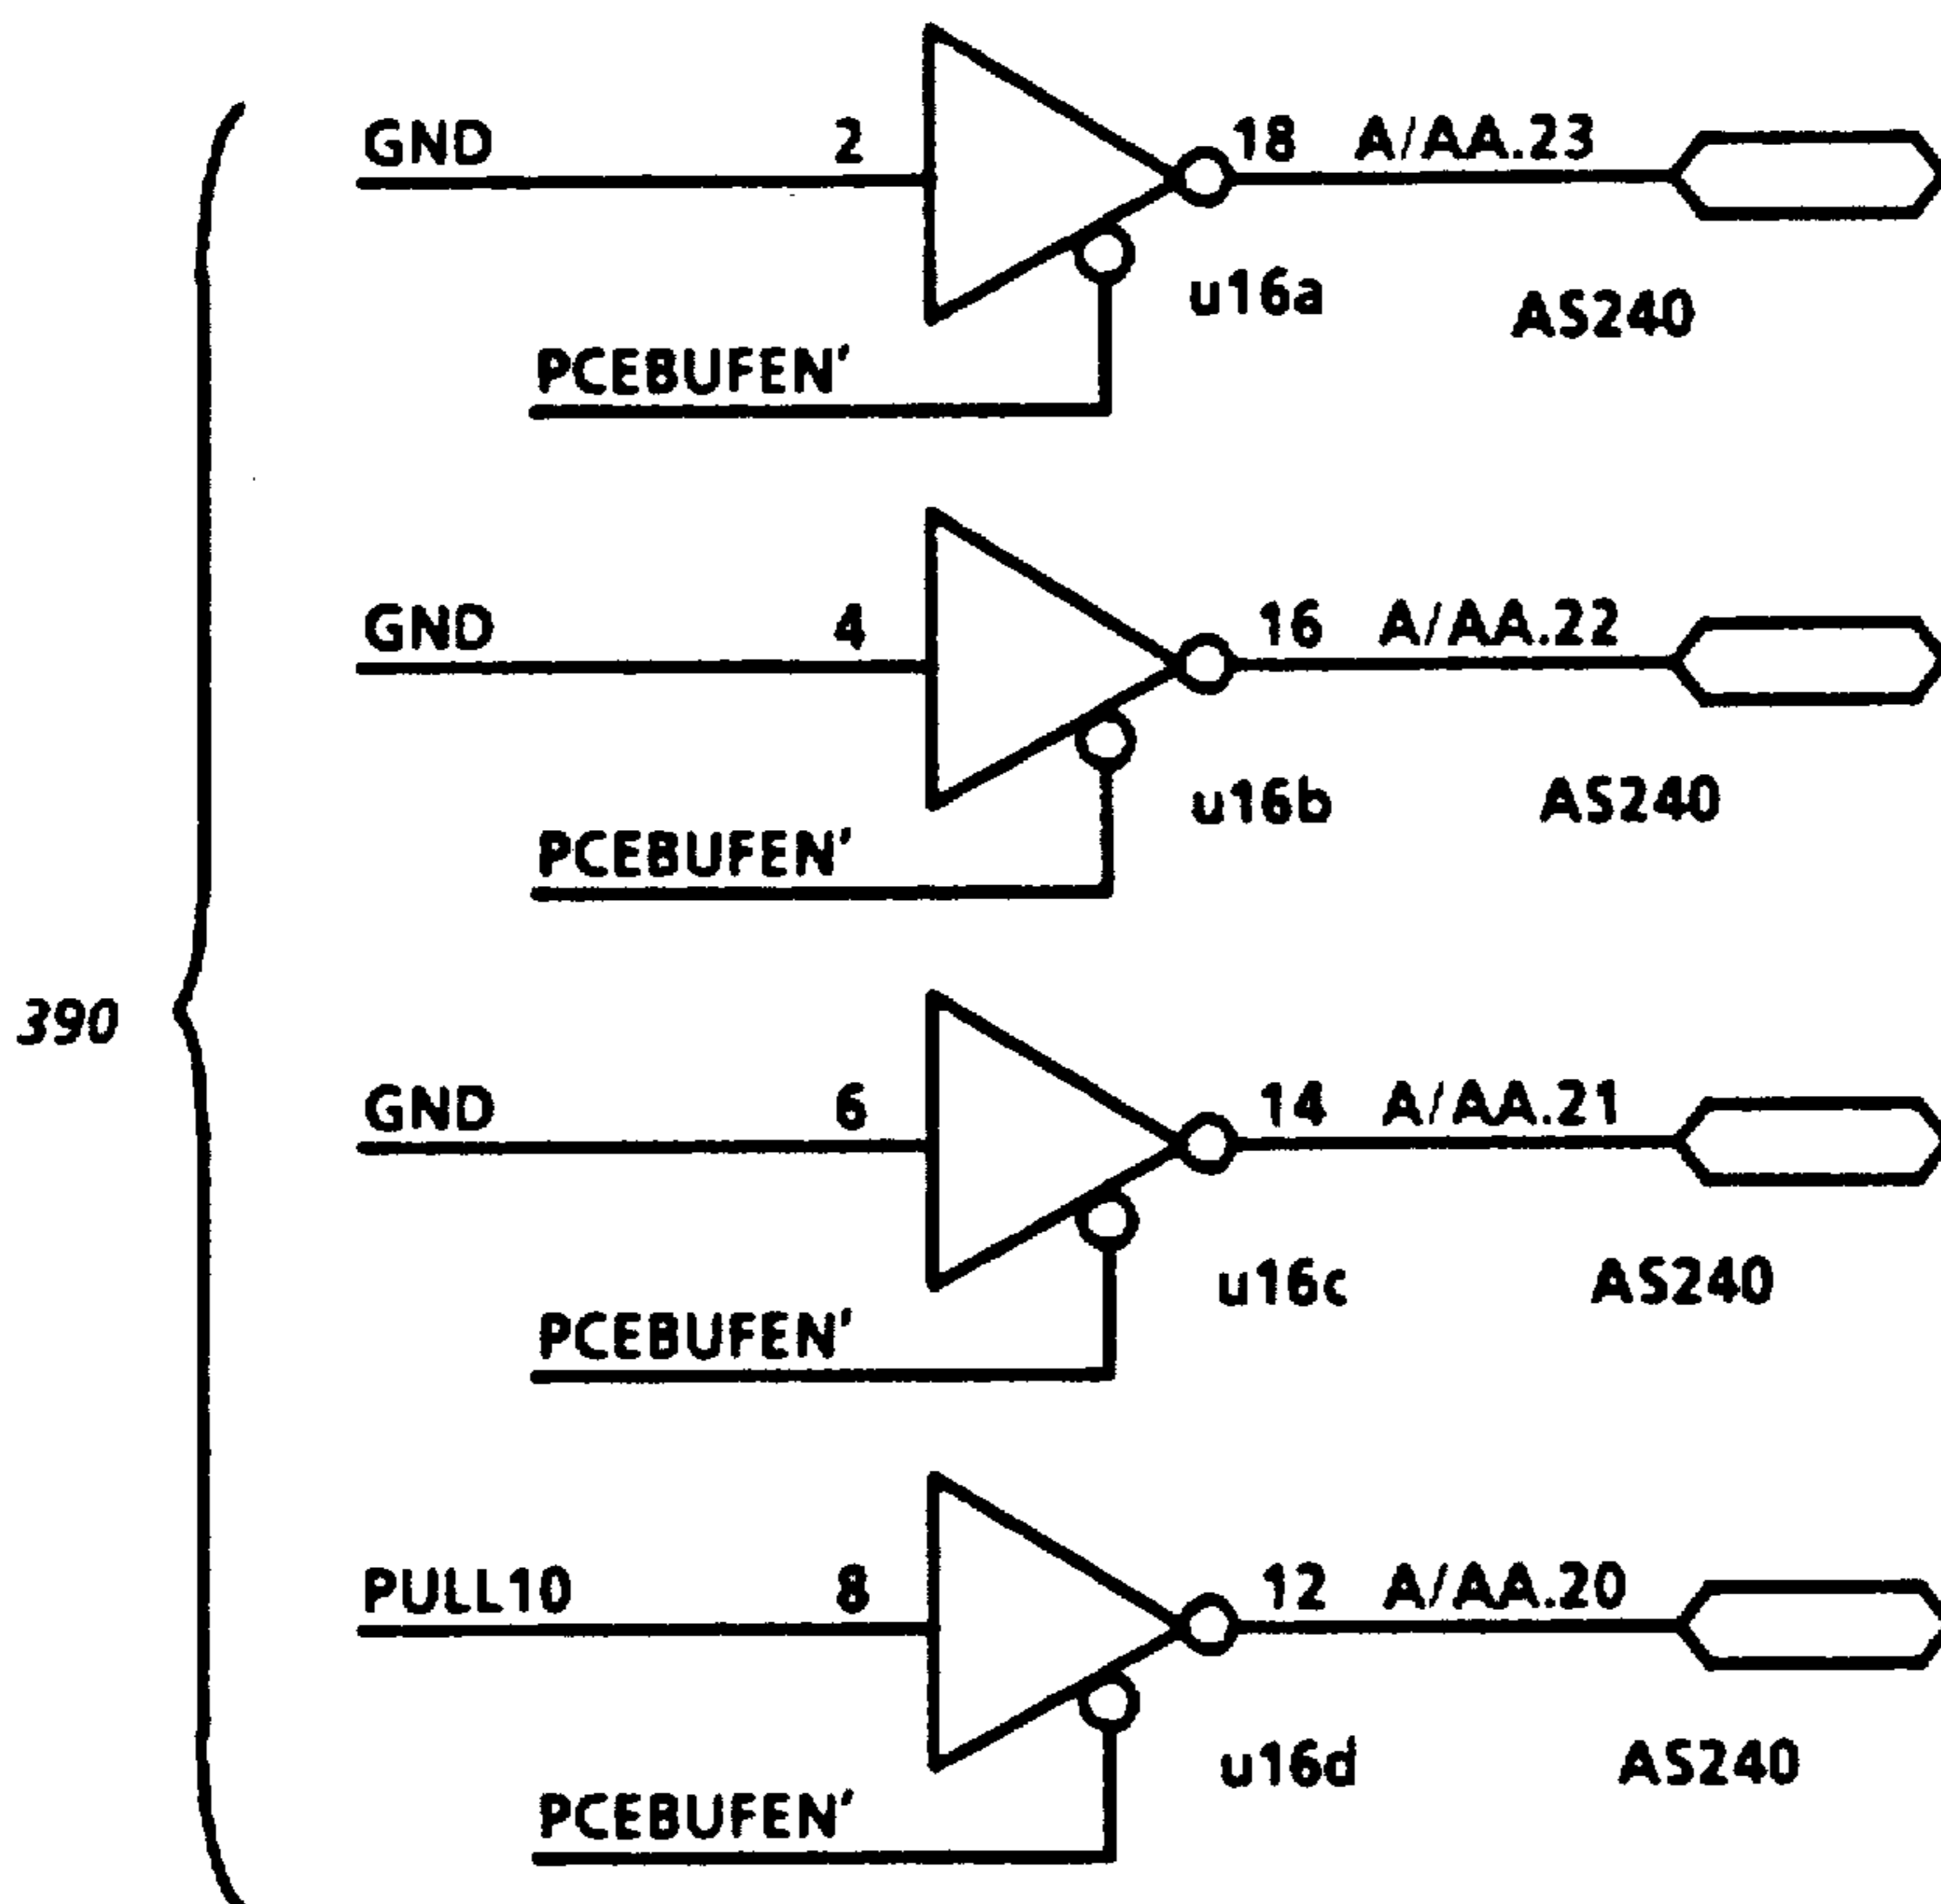 GND 2 18 A/AA.23
u16a AS240
PCEBUFEN'
GND 4 16 A/AA.22
u16b AS240
PCEBUFEN'
390
GND 6 14 A/AA.21
u16c AS240
PCEBUFEN'
PULL10 8 12 A/AA.20
u16d AS240
PCEBUFEN'